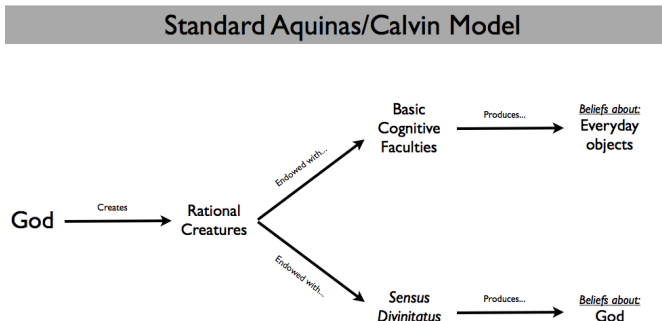 Standard Aquinas/Calvin Model
Basic
Cognitive
Faculties
Produces...
Beliefs about:
Everyday
objects
Endowed with...
God
Creates
Rational
Creatures
Endowed with...
Sensus
Divinitatus
Produces...
Beliefs about:
God